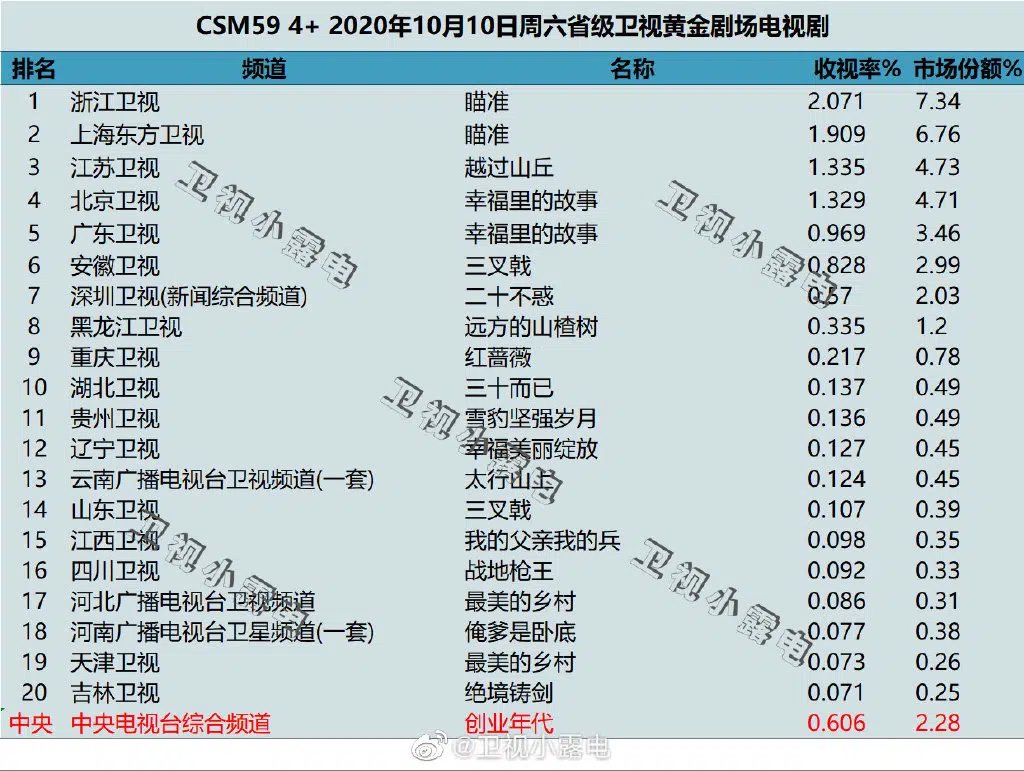 CSM59 4+ 2020年10月10日周六省级卫视黄金剧场电视剧
排名 频道 名称 收视率% 市场份额%
1 浙江卫视 瞄准 2.071 7.34
2 上海东方卫视 瞄准 1.909 6.76
3 江苏卫视 越过山丘 1.335 4.73
4 北京卫视 幸福里的故事 1.329 4.71
5 广东卫视 幸福里的故事 0.969 3.46
6 安徽卫视 三叉戟 0.828 2.99
7 深圳卫视(新闻综合频道) 二十不惑 0.57 2.03
8 黑龙江卫视 远方的山楂树 0.335 1.2
9 重庆卫视 红蔷薇 0.217 0.78
10 湖北卫视 三十而已 0.137 0.49
11 贵州卫视 雪豹坚强岁月 0.136 0.49
12 辽宁卫视 幸福美丽绽放 0.127 0.45
13 云南广播电视台卫视频道(一套) 太行山上 0.124 0.45
14 山东卫视 三叉戟 0.107 0.39
15 江西卫视 我的父亲我的兵 0.098 0.35
16 四川卫视 战地枪王 0.092 0.33
17 河北广播电视台卫视频道 最美的乡村 0.086 0.31
18 河南广播电视台卫星频道(一套) 俺爹是卧底 0.077 0.38
19 天津卫视 最美的乡村 0.073 0.26
20 吉林卫视 绝境铸剑 0.071 0.25
中央 中央电视台综合频道 创业年代 0.606 2.28
卫视小露电
卫视小露电
卫视小露电
卫视小露电
卫视小露电
@卫视小露电